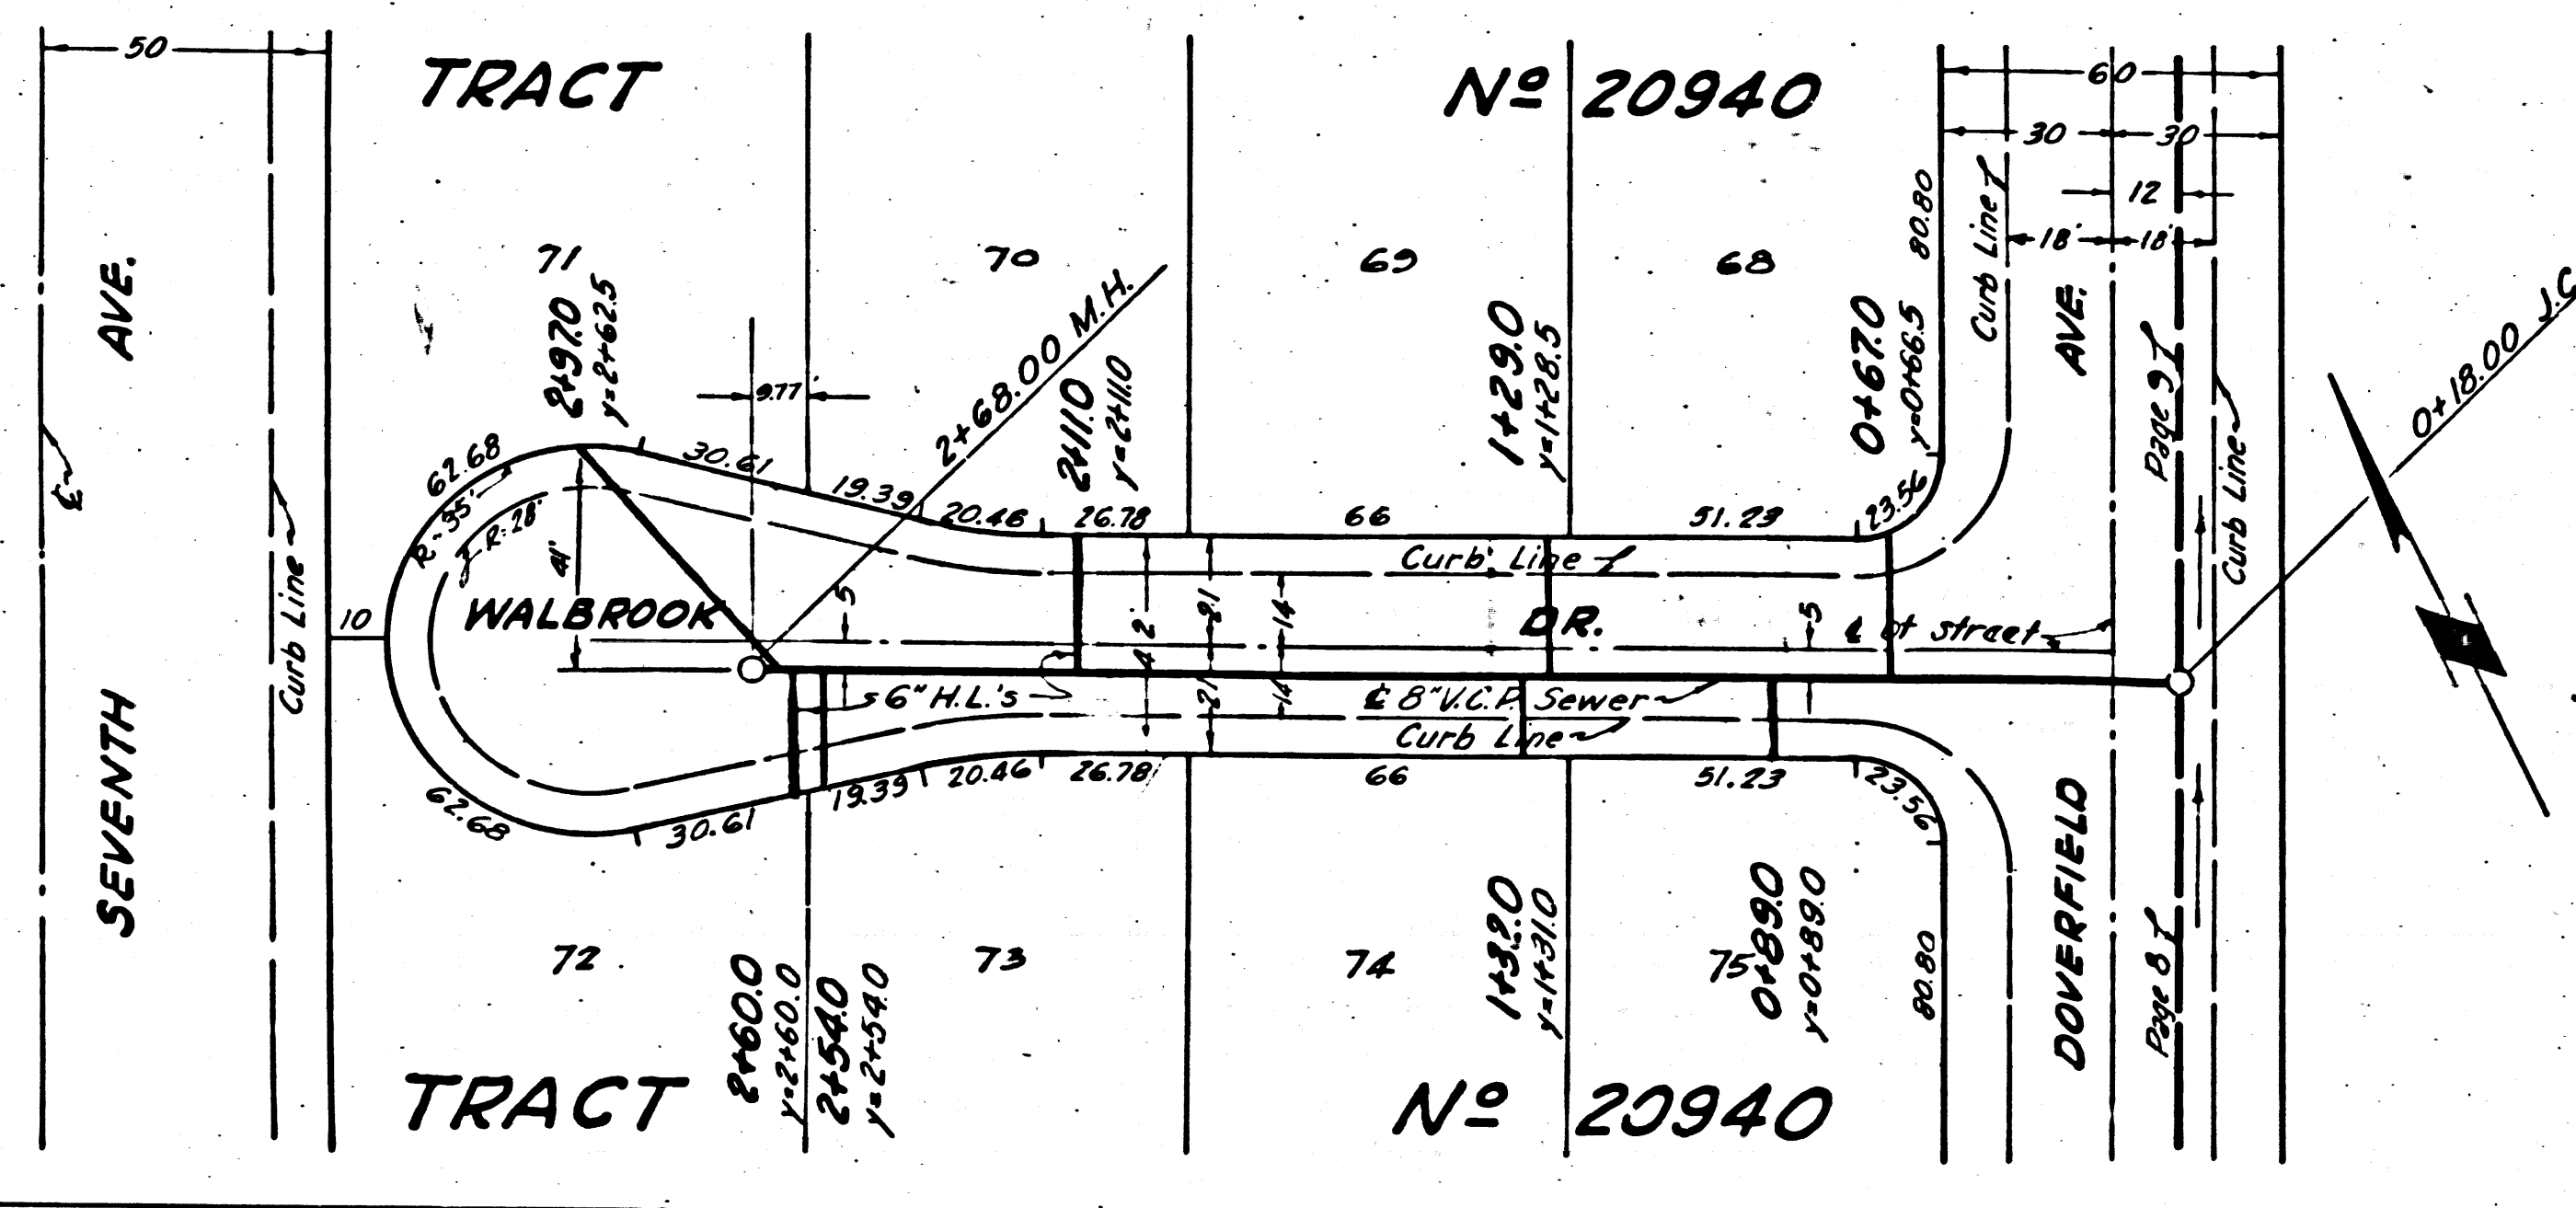 50
TRACT
Nº 20940
60
30
30
12
18'
18'
AVE.
71
70
69
68
80.80
Curb Line
AVE.
Page 9
Curb Line
0+18.00
2+97.0
y=2+62.5
9.77
2+68.00 M.H.
2+11.0
y=2+11.0
1+29.0
y=1+28.5
0+67.0
y=0+66.5
62.68
30.61
19.39
20.46
26.78
66
51.23
23.56
R=35'
R=28'
41'
Curb Line
10
WALBROOK
DR.
5
42'
21
14
5
℄ of street
Curb Line
6" H.L.'s
5
21
14
℄ 8" V.C.P. Sewer
Curb Line
62.68
30.61
19.39
20.46
26.78
66
51.23
23.56
SEVENTH
DOVERFIELD
Page 8
80.80
72
73
74
75
2+60.0
y=2+60.0
2+54.0
y=2+54.0
1+32.0
y=1+31.0
0+89.0
y=0+89.0
TRACT
Nº 20940